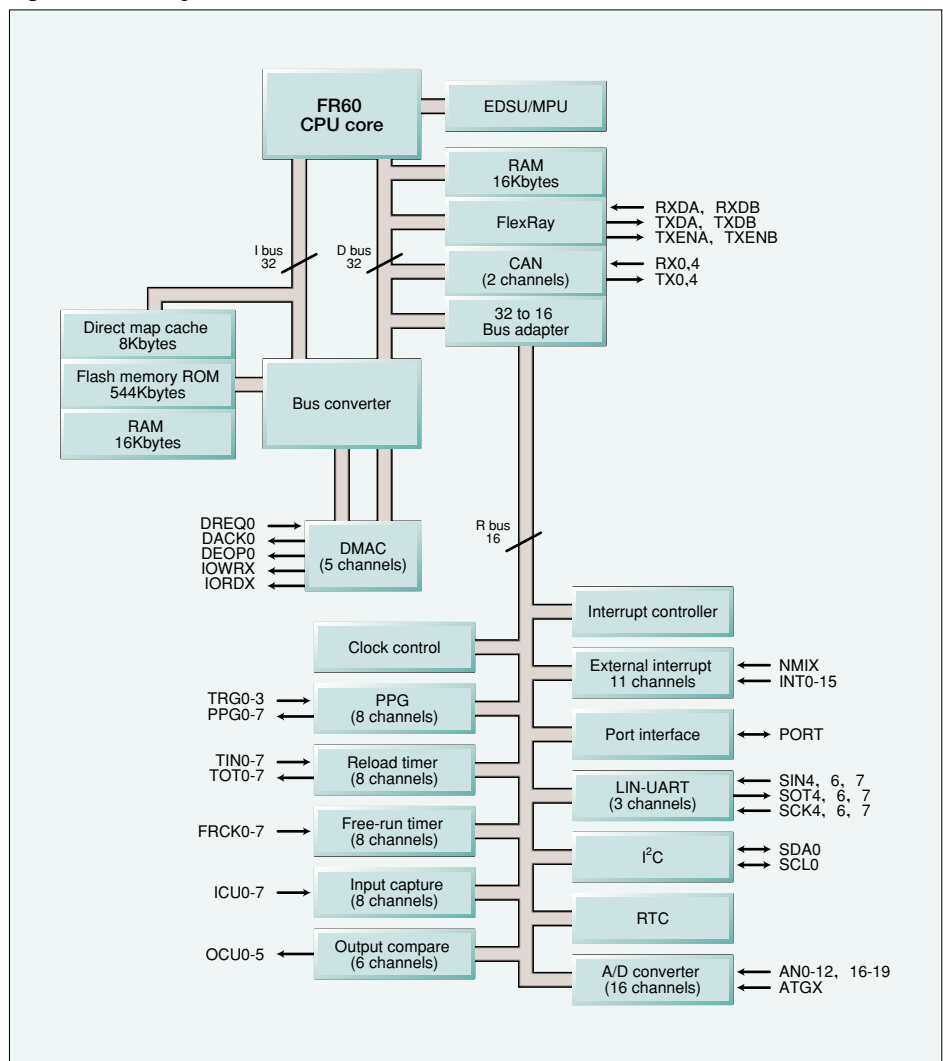 FR60
CPU core
EDSU/MPU
RAM
16Kbytes
FlexRay
RXDA, RXDB
TXDA, TXDB
TXENA, TXENB
I bus
32
D bus
32
CAN
(2 channels)
RX0,4
TX0,4
32 to 16
Bus adapter
Direct map cache
8Kbytes
Flash memory ROM
544Kbytes
RAM
16Kbytes
Bus converter
DREQ0
DACK0
DEOP0
IOWRX
IORDX
DMAC
(5 channels)
R bus
16
Interrupt controller
Clock control
External interrupt
11 channels
NMIX
INT0-15
TRG0-3
PPG0-7
PPG
(8 channels)
Port interface
PORT
TIN0-7
TOT0-7
Reload timer
(8 channels)
LIN-UART
(3 channels)
SIN4, 6, 7
SOT4, 6, 7
SCK4, 6, 7
FRCK0-7
Free-run timer
(8 channels)
I²C
SDA0
SCL0
ICU0-7
Input capture
(8 channels)
RTC
OCU0-5
Output compare
(6 channels)
A/D converter
(16 channels)
AN0-12, 16-19
ATGX